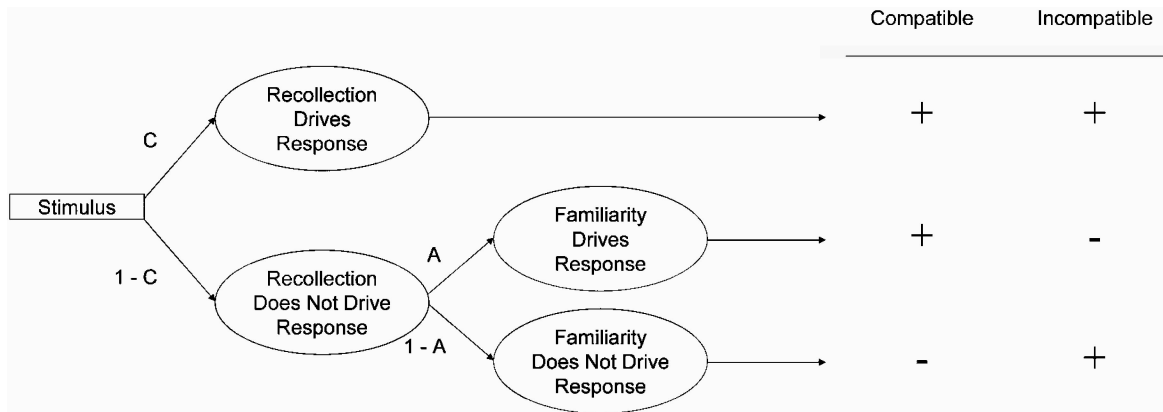 Compatible Incompatible
Recollection
Drives
Response
+ +
C
Stimulus
Familiarity
Drives
Response
+ -
A
1 - C
Recollection
Does Not Drive
Response
1 - A
Familiarity
Does Not Drive
Response
- +